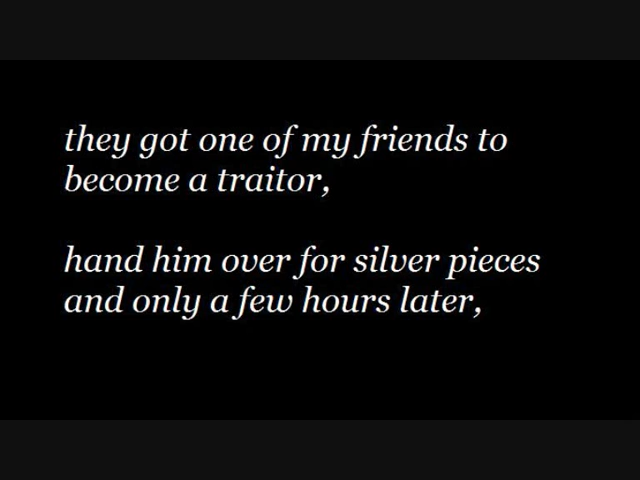 they got one of my friends to
become a traitor,
hand him over for silver pieces
and only a few hours later,